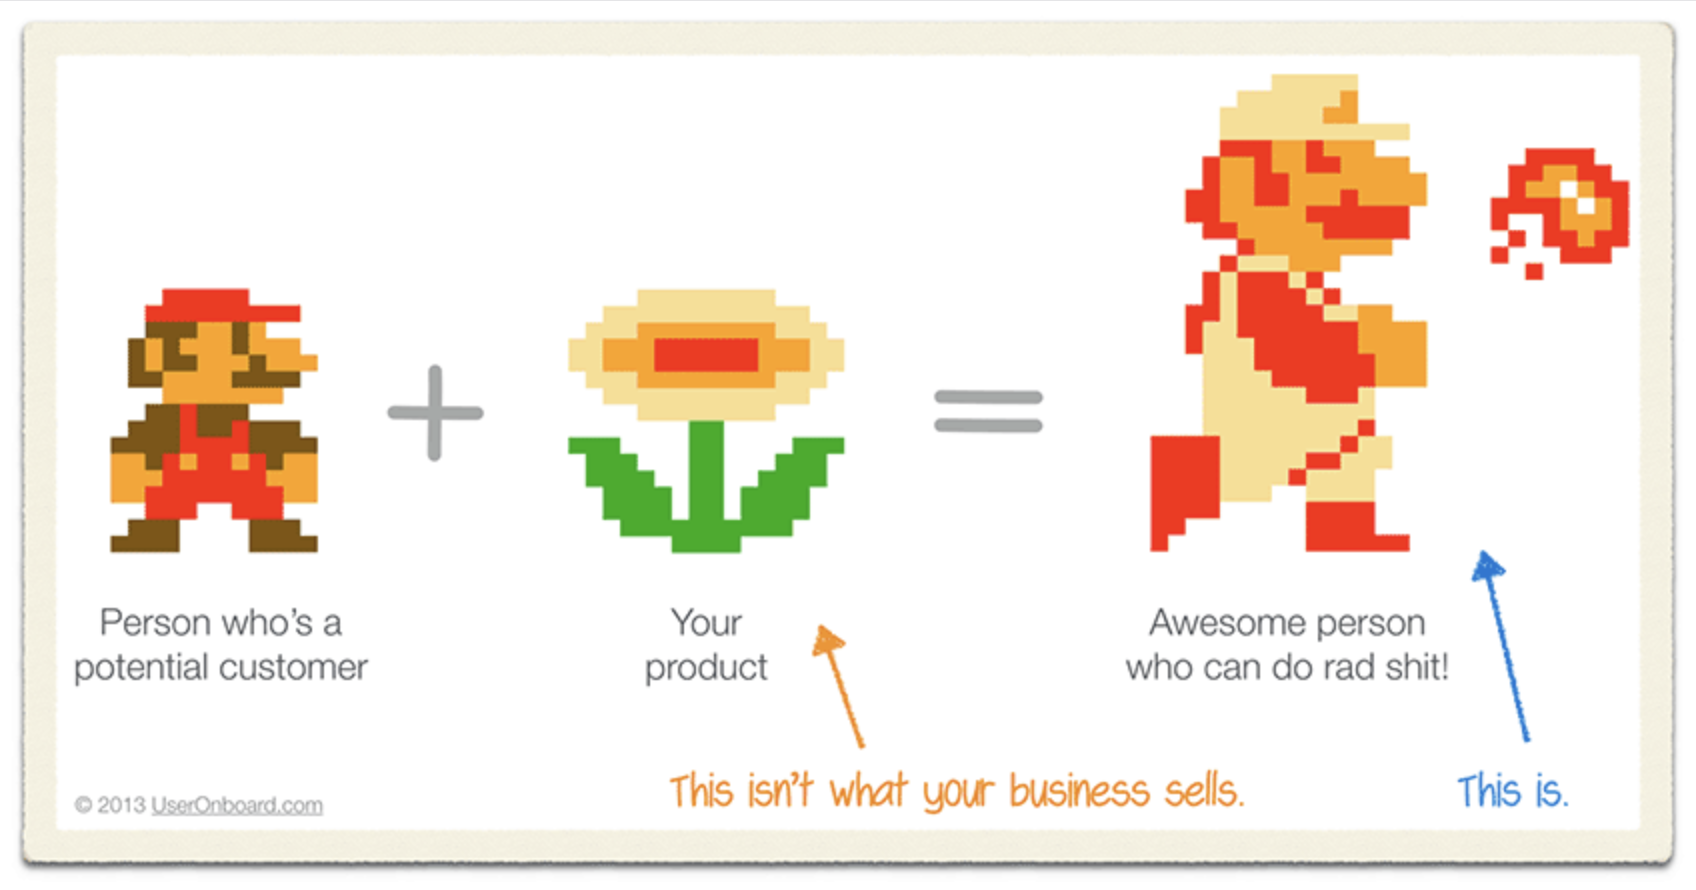 Person who's a
potential customer
Your
product
Awesome person
who can do rad shit!
This isn't what your business sells.
This is.
© 2013 UserOnboard.com